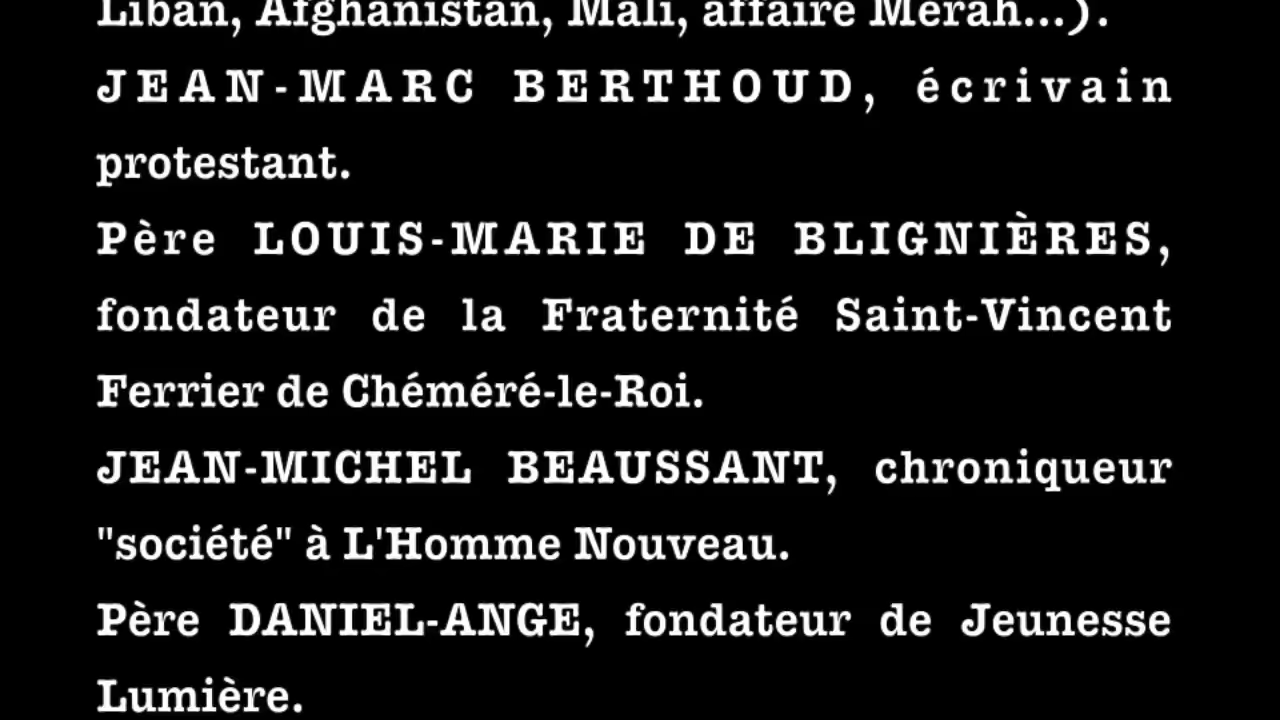 Liban, Afghanistan, Mali, affaire Merah...).
JEAN-MARC BERTHOUD, écrivain
protestant.
Père LOUIS-MARIE DE BLIGNIÈRES,
fondateur de la Fraternité Saint-Vincent
Ferrier de Chéméré-le-Roi.
JEAN-MICHEL BEAUSSANT, chroniqueur
"société" à L'Homme Nouveau.
Père DANIEL-ANGE, fondateur de Jeunesse
Lumière.